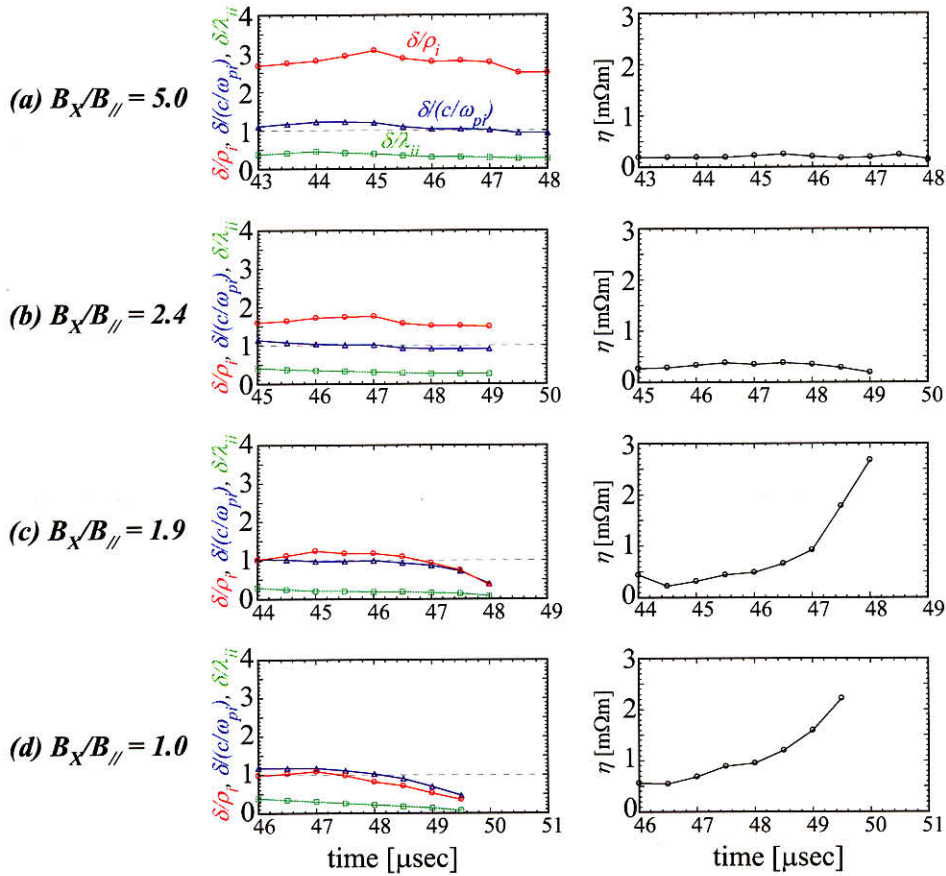 (a) B_X/B_// = 5.0
δ/ρ_i, δ/(c/ω_pi), δ/λ_ii
4
3
2
1
0
δ/ρ_i
δ/(c/ω_pi)
δ/λ_ii
43 44 45 46 47 48
η [mΩm]
3
2
1
0
43 44 45 46 47 48
(b) B_X/B_// = 2.4
δ/ρ_i, δ/(c/ω_pi), δ/λ_ii
4
3
2
1
0
45 46 47 48 49 50
η [mΩm]
3
2
1
0
45 46 47 48 49 50
(c) B_X/B_// = 1.9
δ/ρ_i, δ/(c/ω_pi), δ/λ_ii
4
3
2
1
0
44 45 46 47 48 49
η [mΩm]
3
2
1
0
44 45 46 47 48 49
(d) B_X/B_// = 1.0
δ/ρ_i, δ/(c/ω_pi), δ/λ_ii
4
3
2
1
0
46 47 48 49 50 51
time [μsec]
η [mΩm]
3
2
1
0
46 47 48 49 50 51
time [μsec]